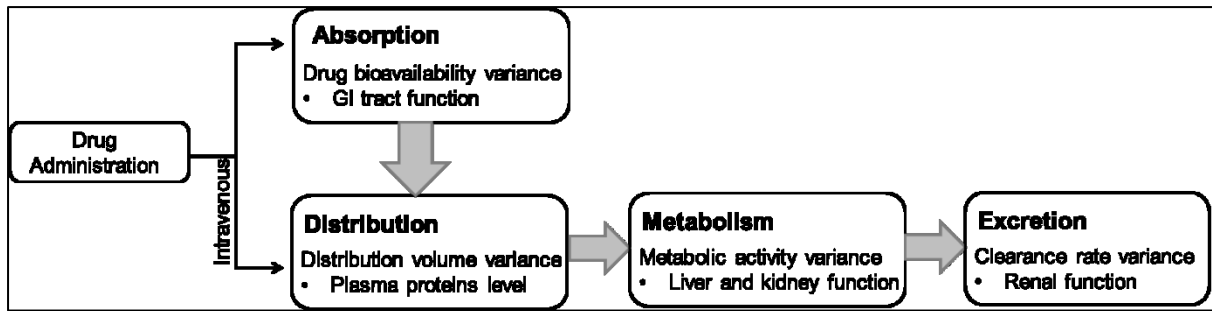 Absorption
Drug bioavailability variance
• GI tract function
Drug
Administration
Intravenous
Distribution
Distribution volume variance
• Plasma proteins level
Metabolism
Metabolic activity variance
• Liver and kidney function
Excretion
Clearance rate variance
• Renal function